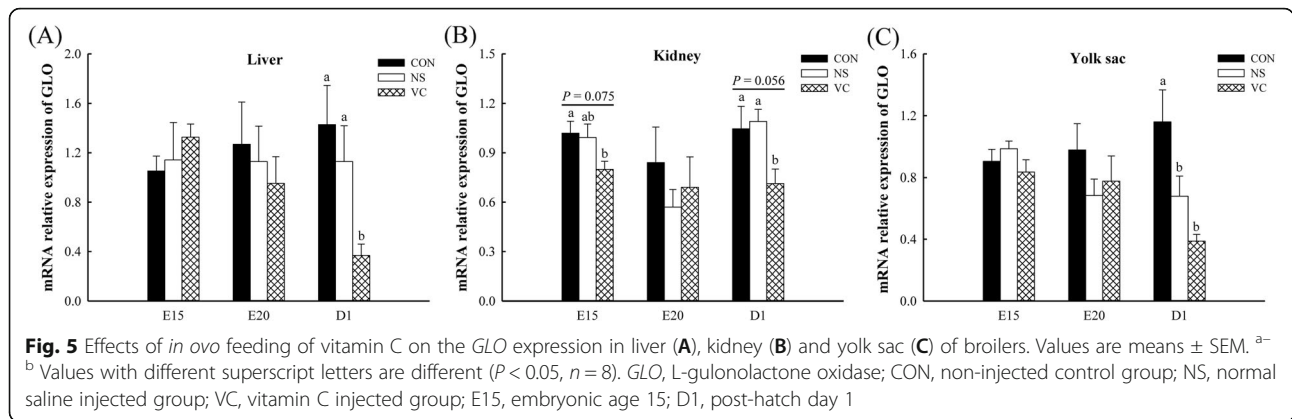 (A)
Liver
CON
NS
VC
mRNA relative expression of GLO
2.0
1.6
1.2
0.8
0.4
0.0
a
a
b
E15
E20
D1
(B)
Kidney
CON
NS
VC
mRNA relative expression of GLO
1.5
1.2
0.9
0.6
0.3
0.0
P = 0.075
a
ab
b
P = 0.056
a
a
b
E15
E20
D1
(C)
Yolk sac
CON
NS
VC
mRNA relative expression of GLO
1.6
1.2
0.8
0.4
0.0
a
b
b
E15
E20
D1
Fig. 5 Effects of in ovo feeding of vitamin C on the GLO expression in liver (A), kidney (B) and yolk sac (C) of broilers. Values are means ± SEM. a–
b Values with different superscript letters are different (P < 0.05, n = 8). GLO, L-gulonolactone oxidase; CON, non-injected control group; NS, normal
saline injected group; VC, vitamin C injected group; E15, embryonic age 15; D1, post-hatch day 1